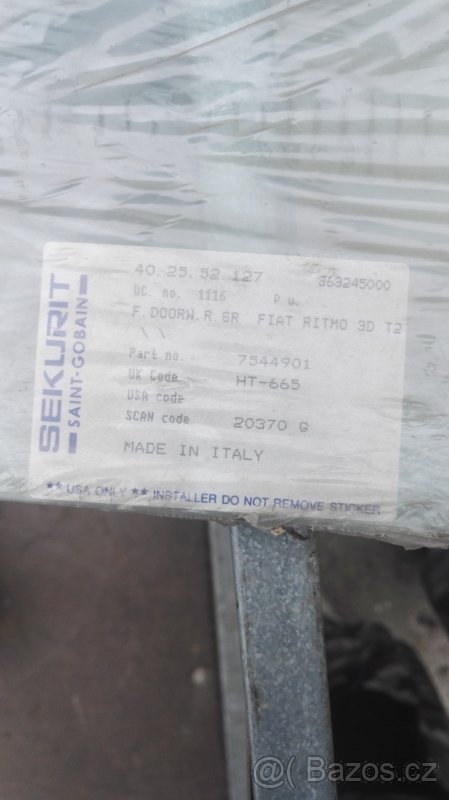 SEKURIT
SAINT-GOBAIN
40.25.52.127 363245000
DC. no. 1116 P.u.
F.DOORW.R.GR FIAT RITMO 3D T2
\ \
Part no. 7544901
UK Code HT-665
USA code
SCAN code 20370 G
MADE IN ITALY
** USA ONLY ** INSTALLER DO NOT REMOVE STICKER
@ Bazos.cz